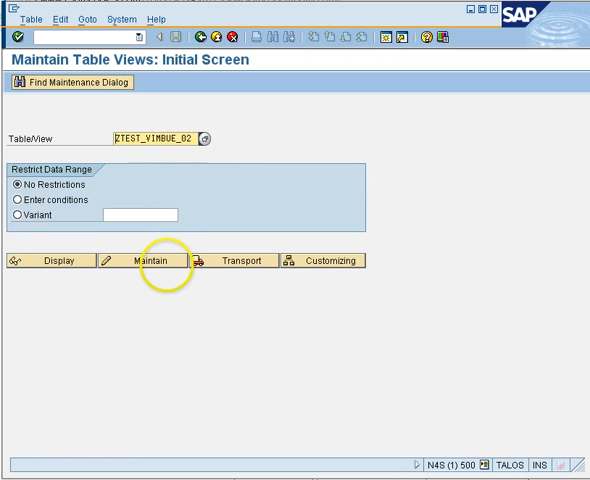 Table Edit Goto System Help
SAP
Maintain Table Views: Initial Screen
Find Maintenance Dialog
Table/View ZTEST_VIMBUE_02
Restrict Data Range
No Restrictions
Enter conditions
Variant
Display Maintain Transport Customizing
N4S (1) 500 TALOS INS